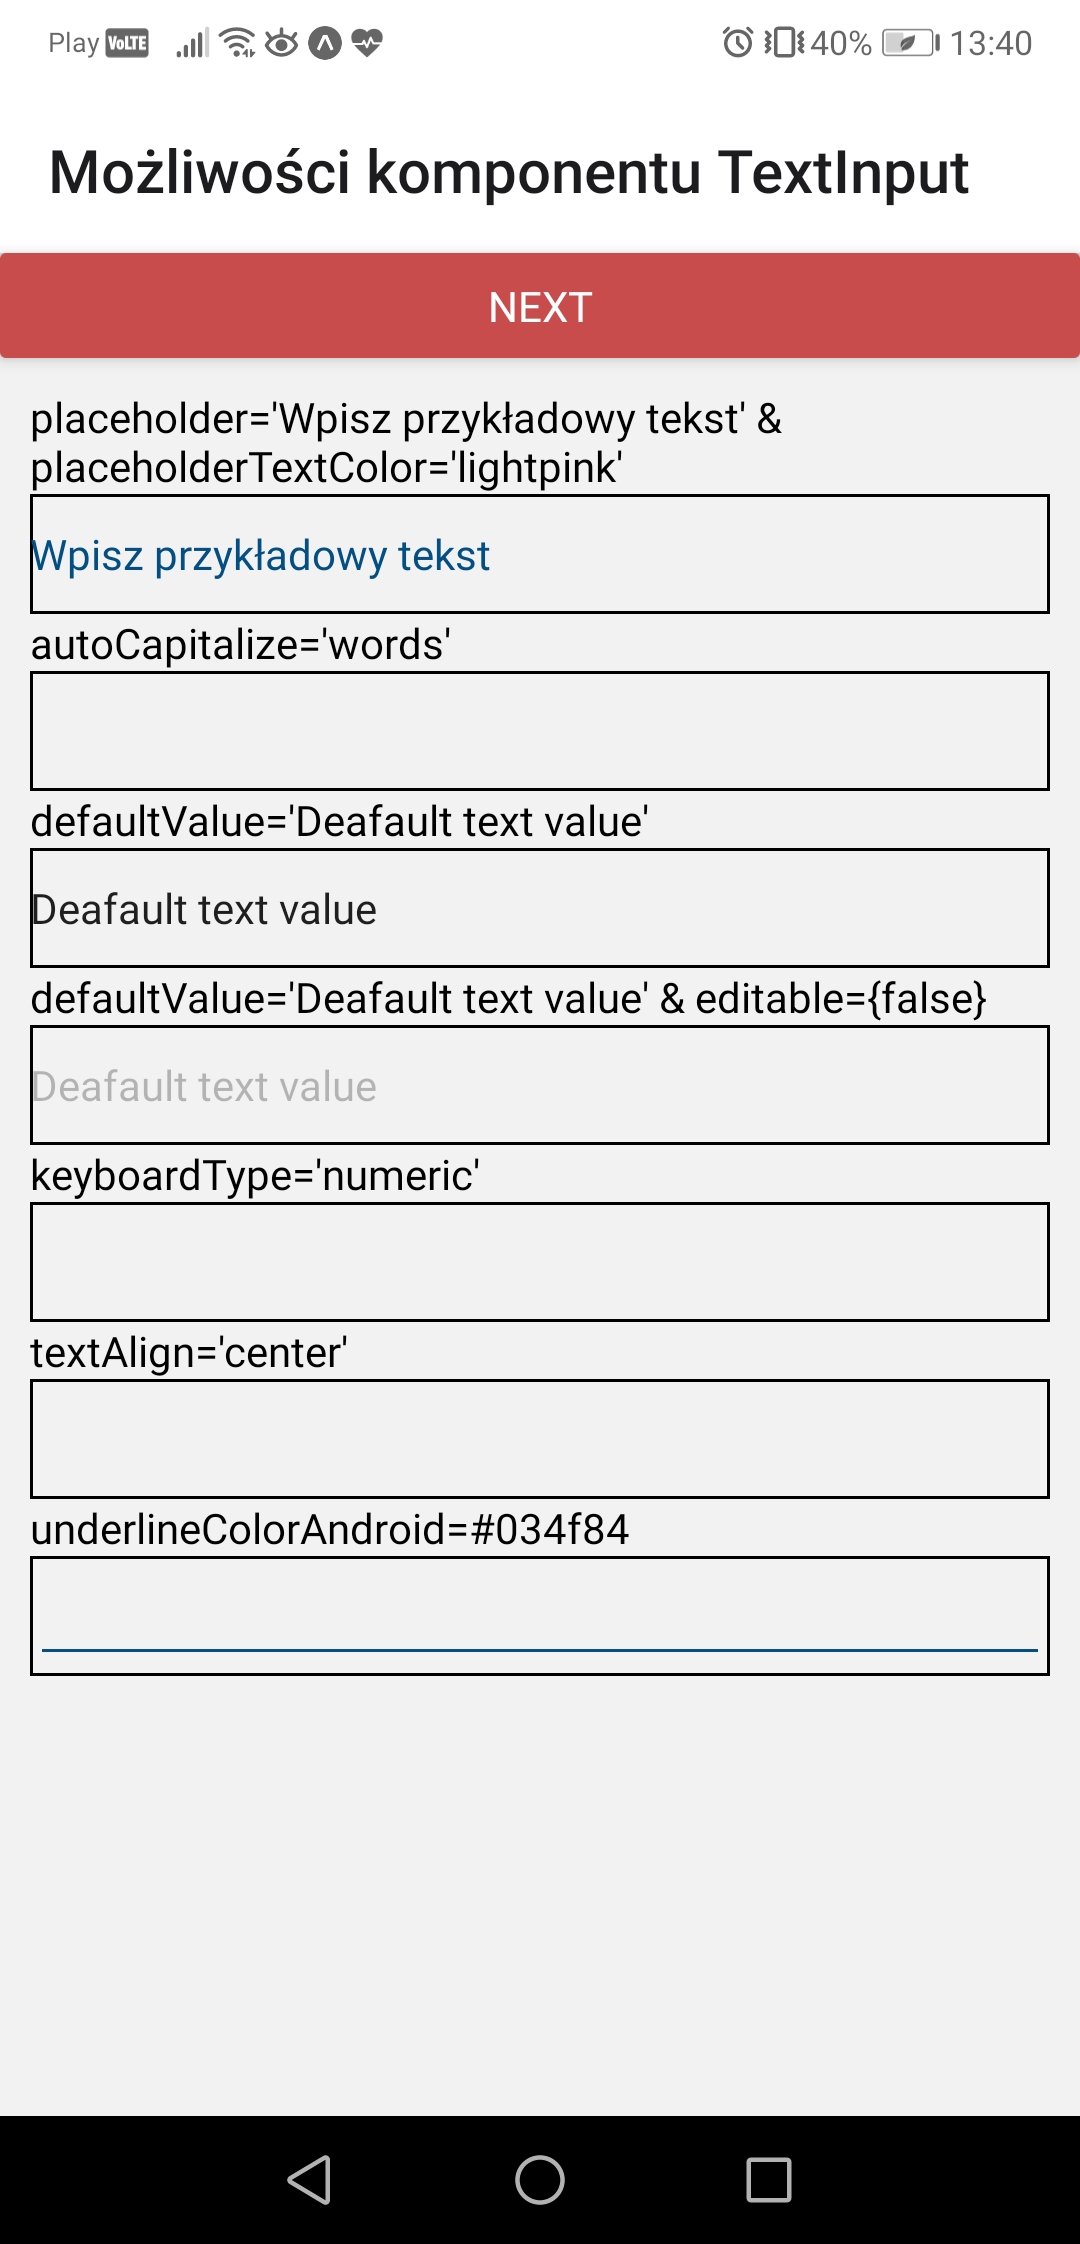 Play VoLTE 40% 13:40
Możliwości komponentu TextInput
NEXT
placeholder='Wpisz przykładowy tekst' &
placeholderTextColor='lightpink'
Wpisz przykładowy tekst
autoCapitalize='words'
defaultValue='Deafault text value'
Deafault text value
defaultValue='Deafault text value' & editable={false}
Deafault text value
keyboardType='numeric'
textAlign='center'
underlineColorAndroid=#034f84